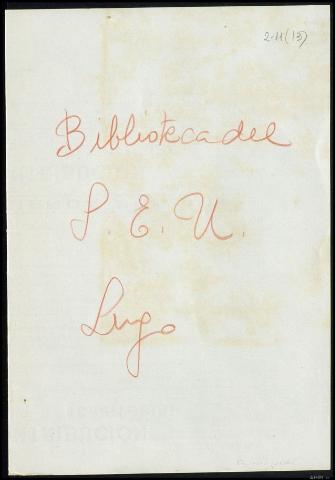 2-11(13)
Biblioteca del
S. E. U.
Lugo